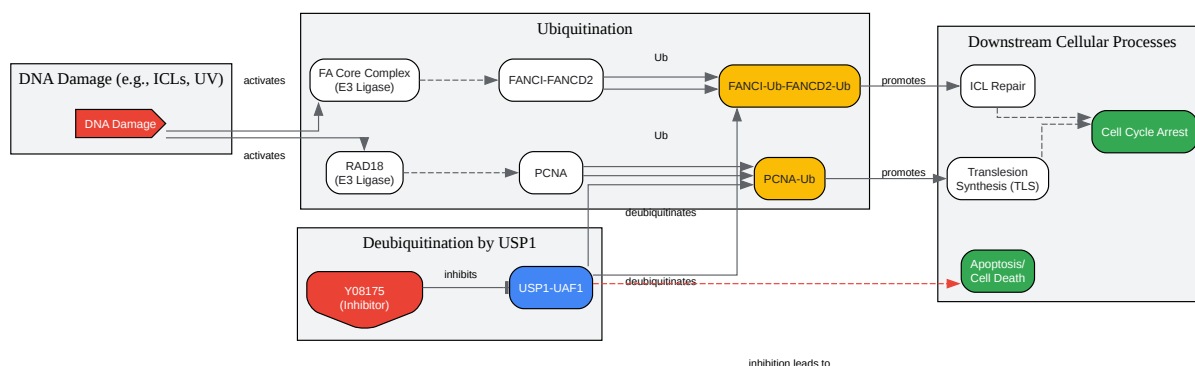 Ubiquitination
DNA Damage (e.g., ICLs, UV)
DNA Damage
activates
activates
FA Core Complex
(E3 Ligase)
FANCI-FANCD2
Ub
FANCI-Ub-FANCD2-Ub
RAD18
(E3 Ligase)
PCNA
Ub
PCNA-Ub
promotes
promotes
Downstream Cellular Processes
ICL Repair
Cell Cycle Arrest
Translesion
Synthesis (TLS)
Apoptosis/
Cell Death
Deubiquitination by USP1
Y08175
(Inhibitor)
inhibits
USP1-UAF1
deubiquitinates
deubiquitinates
inhibition leads to